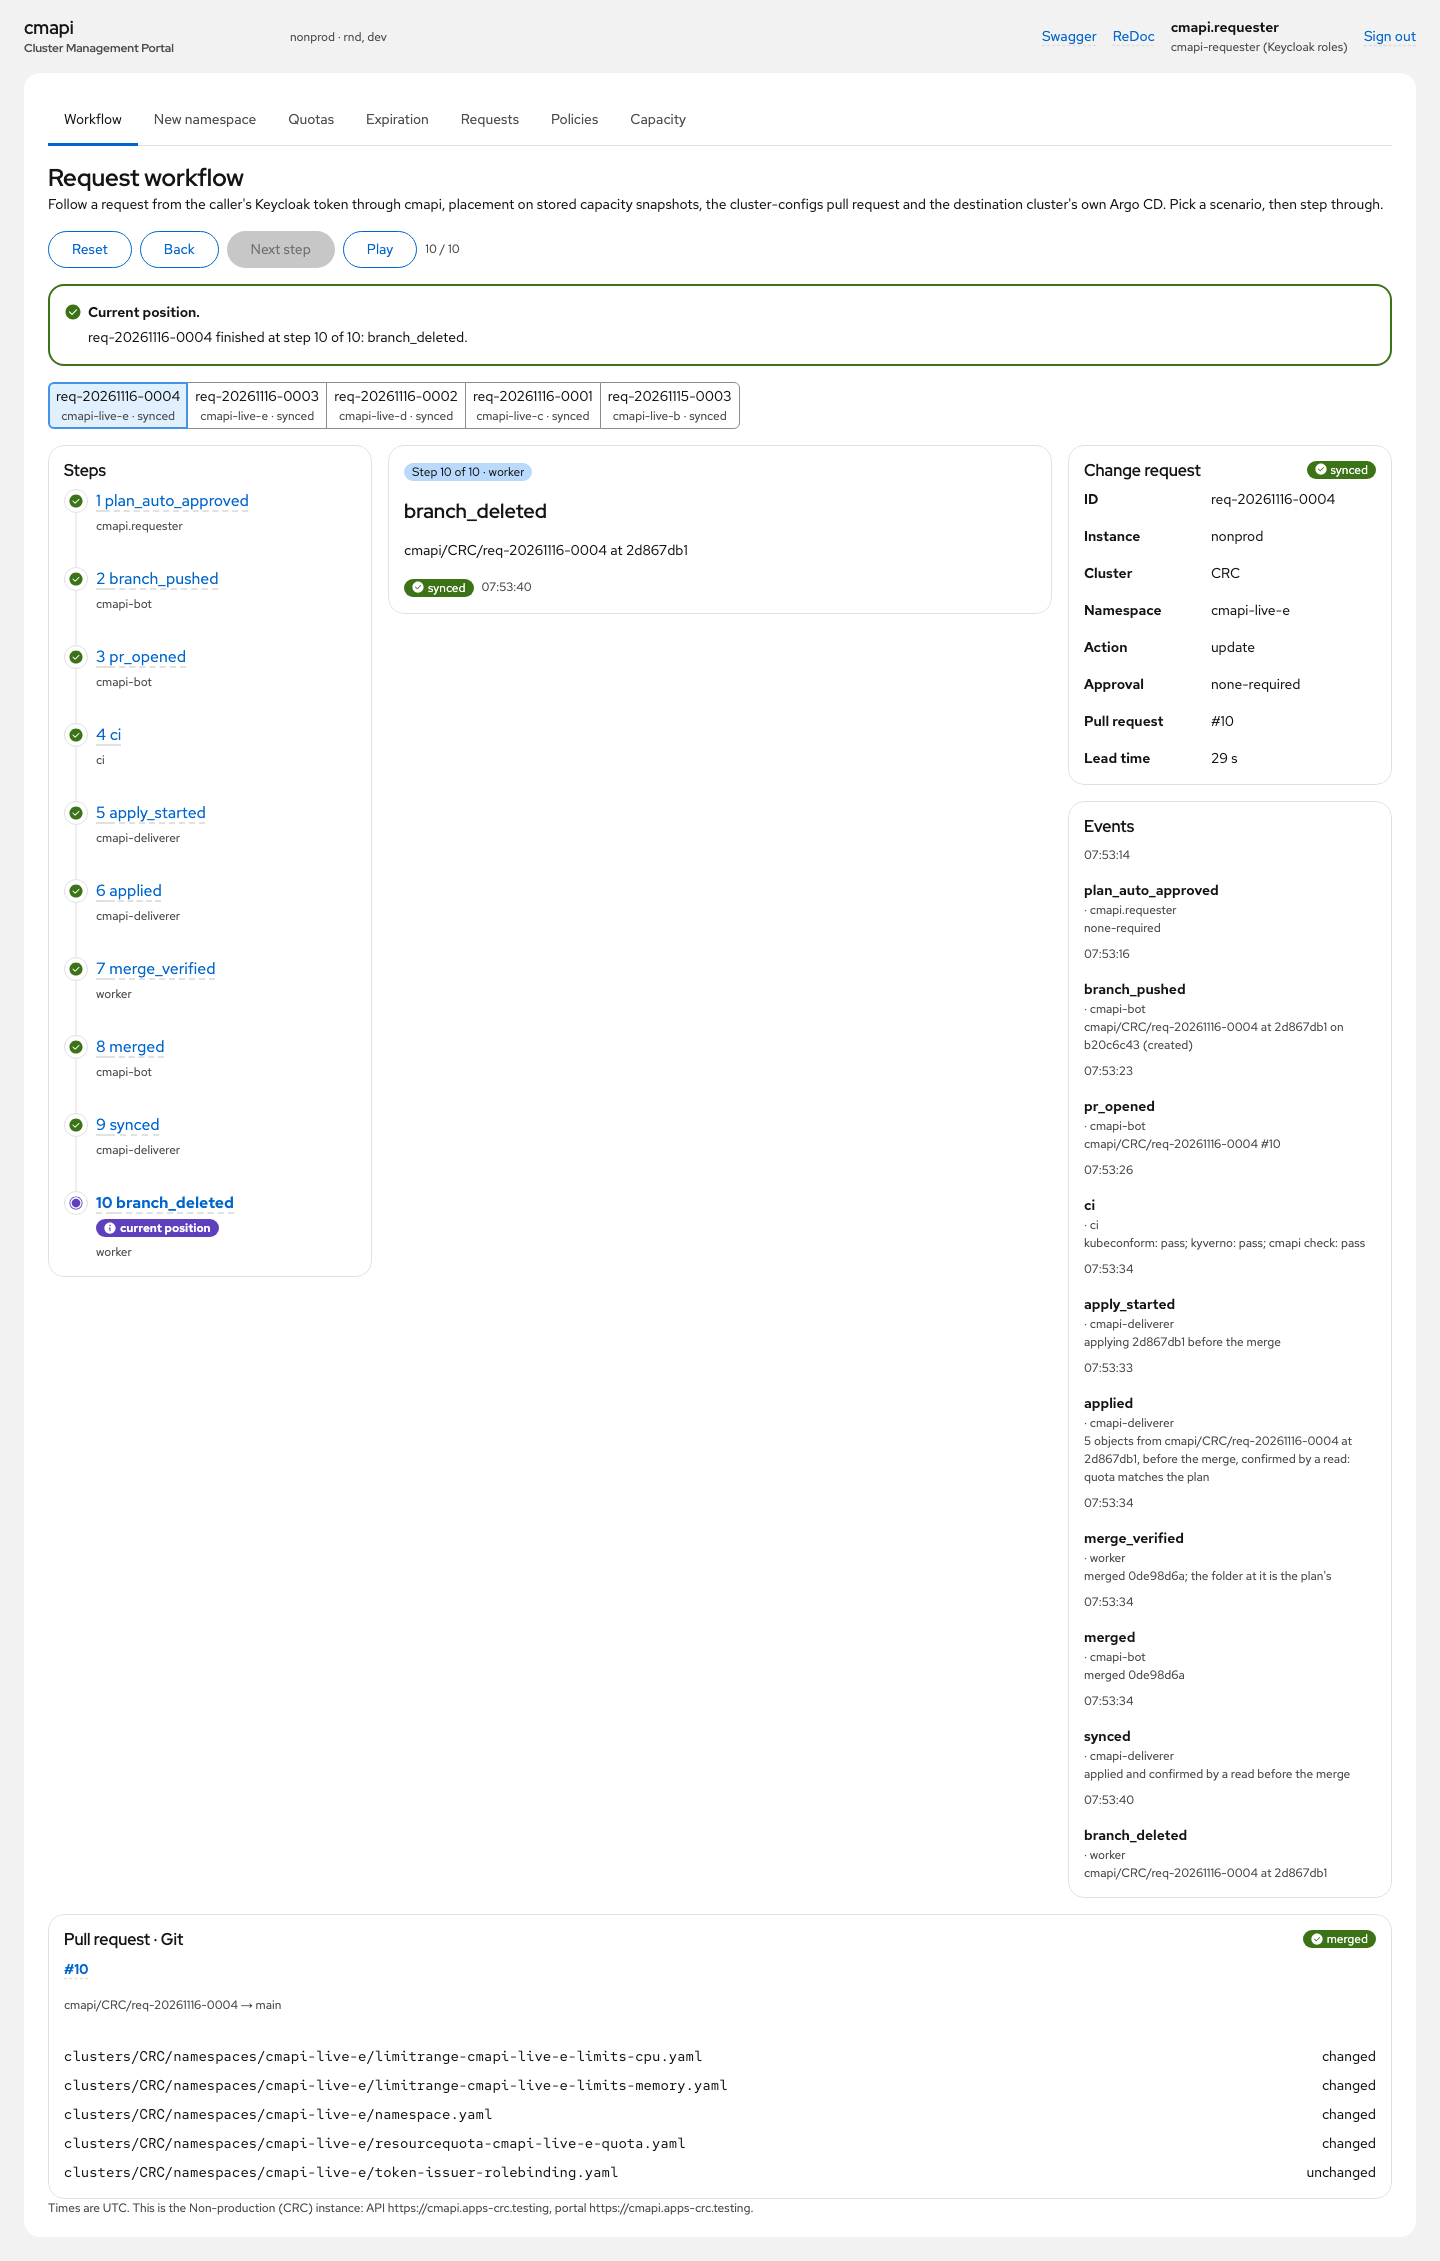 cmapi
Cluster Management Portal
nonprod · rnd, dev
Swagger
ReDoc
cmapi.requester
cmapi-requester (Keycloak roles)
Sign out
Workflow
New namespace
Quotas
Expiration
Requests
Policies
Capacity
Request workflow
Follow a request from the caller's Keycloak token through cmapi, placement on stored capacity snapshots, the cluster-configs pull request and the destination cluster's own Argo CD. Pick a scenario, then step through.
Reset
Back
Next step
Play
10 / 10
Current position.
req-20261116-0004 finished at step 10 of 10: branch_deleted.
req-20261116-0004
cmapi-live-e · synced
req-20261116-0003
cmapi-live-e · synced
req-20261116-0002
cmapi-live-d · synced
req-20261116-0001
cmapi-live-c · synced
req-20261115-0003
cmapi-live-b · synced
Steps
1 plan_auto_approved
cmapi.requester
2 branch_pushed
cmapi-bot
3 pr_opened
cmapi-bot
4 ci
ci
5 apply_started
cmapi-deliverer
6 applied
cmapi-deliverer
7 merge_verified
worker
8 merged
cmapi-bot
9 synced
cmapi-deliverer
10 branch_deleted
current position
worker
Step 10 of 10 · worker
branch_deleted
cmapi/CRC/req-20261116-0004 at 2d867db1
synced 07:53:40
Change request
synced
ID req-20261116-0004
Instance nonprod
Cluster CRC
Namespace cmapi-live-e
Action update
Approval none-required
Pull request #10
Lead time 29 s
Events
07:53:14
plan_auto_approved
· cmapi.requester
none-required
07:53:16
branch_pushed
· cmapi-bot
cmapi/CRC/req-20261116-0004 at 2d867db1 on
b20c6c43 (created)
07:53:23
pr_opened
· cmapi-bot
cmapi/CRC/req-20261116-0004 #10
07:53:26
ci
· ci
kubeconform: pass; kyverno: pass; cmapi check: pass
07:53:34
apply_started
· cmapi-deliverer
applying 2d867db1 before the merge
07:53:33
applied
· cmapi-deliverer
5 objects from cmapi/CRC/req-20261116-0004 at
2d867db1, before the merge, confirmed by a read:
quota matches the plan
07:53:34
merge_verified
· worker
merged 0de98d6a; the folder at it is the plan's
07:53:34
merged
· cmapi-bot
merged 0de98d6a
07:53:34
synced
· cmapi-deliverer
applied and confirmed by a read before the merge
07:53:40
branch_deleted
· worker
cmapi/CRC/req-20261116-0004 at 2d867db1
Pull request · Git
merged
#10
cmapi/CRC/req-20261116-0004 → main
clusters/CRC/namespaces/cmapi-live-e/limitrange-cmapi-live-e-limits-cpu.yaml changed
clusters/CRC/namespaces/cmapi-live-e/limitrange-cmapi-live-e-limits-memory.yaml changed
clusters/CRC/namespaces/cmapi-live-e/namespace.yaml changed
clusters/CRC/namespaces/cmapi-live-e/resourcequota-cmapi-live-e-quota.yaml changed
clusters/CRC/namespaces/cmapi-live-e/token-issuer-rolebinding.yaml unchanged
Times are UTC. This is the Non-production (CRC) instance: API https://cmapi.apps-crc.testing, portal https://cmapi.apps-crc.testing.